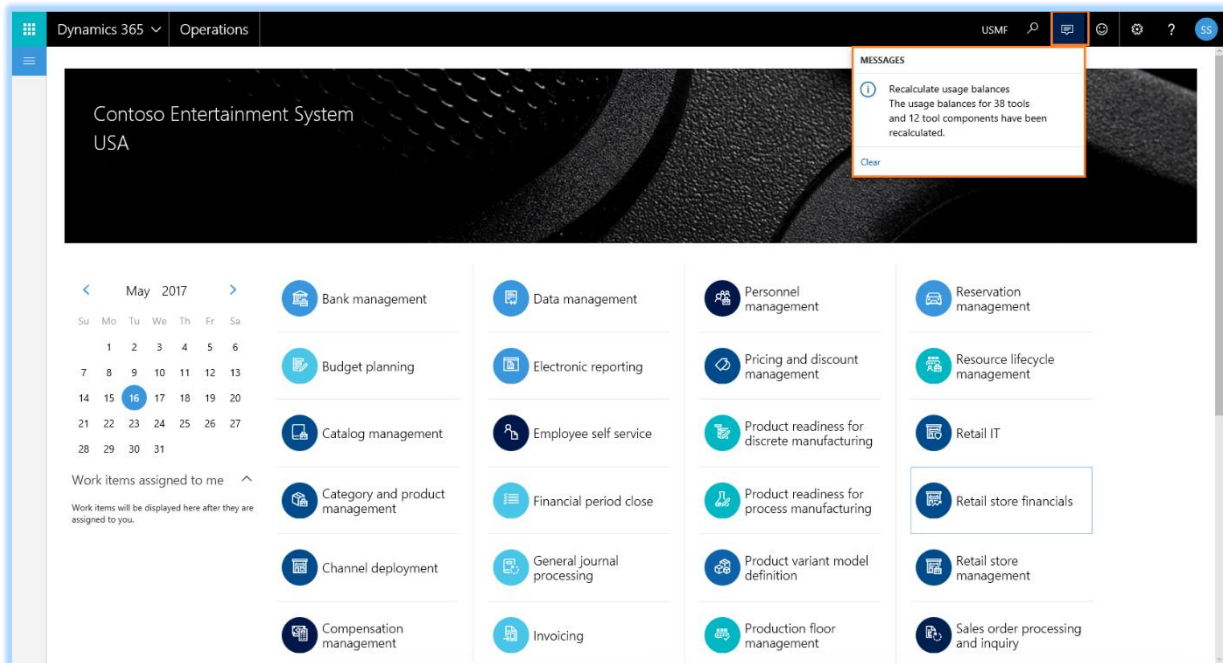 Dynamics 365 Operations USMF ? SS
MESSAGES
Recalculate usage balances
The usage balances for 38 tools
and 12 tool components have been
recalculated.
Clear
Contoso Entertainment System
USA
May 2017
Su Mo Tu We Th Fr Sa
1 2 3 4 5 6
7 8 9 10 11 12 13
14 15 16 17 18 19 20
21 22 23 24 25 26 27
28 29 30 31
Work items assigned to me
Work items will be displayed here after they are
assigned to you.
Bank management
Budget planning
Catalog management
Category and product
management
Channel deployment
Compensation
management
Data management
Electronic reporting
Employee self service
Financial period close
General journal
processing
Invoicing
Personnel
management
Pricing and discount
management
Product readiness for
discrete manufacturing
Product readiness for
process manufacturing
Product variant model
definition
Production floor
management
Reservation
management
Resource lifecycle
management
Retail IT
Retail store financials
Retail store
management
Sales order processing
and inquiry